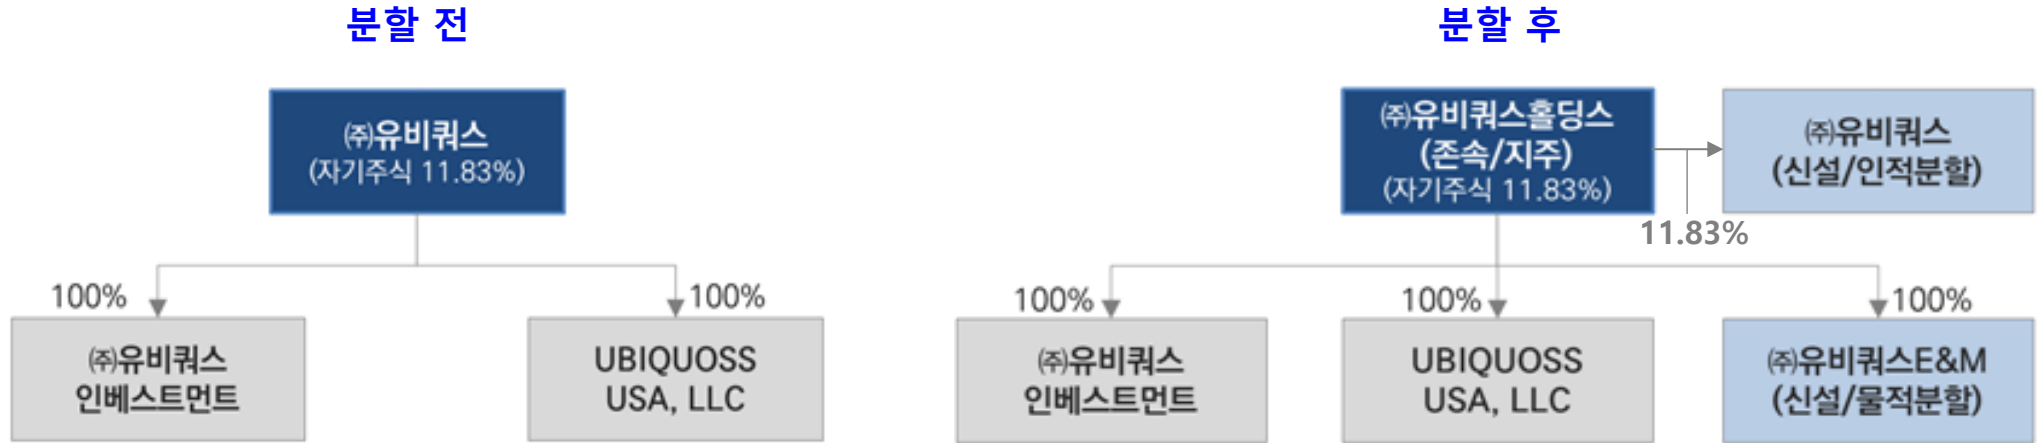 분할 전
㈜유비쿼스
(자기주식 11.83%)
100%
100%
㈜유비쿼스
인베스트먼트
UBIQUOSS
USA, LLC
분할 후
㈜유비쿼스홀딩스
(존속/지주)
(자기주식 11.83%)
㈜유비쿼스
(신설/인적분할)
11.83%
100%
100%
100%
㈜유비쿼스
인베스트먼트
UBIQUOSS
USA, LLC
㈜유비쿼스E&M
(신설/물적분할)